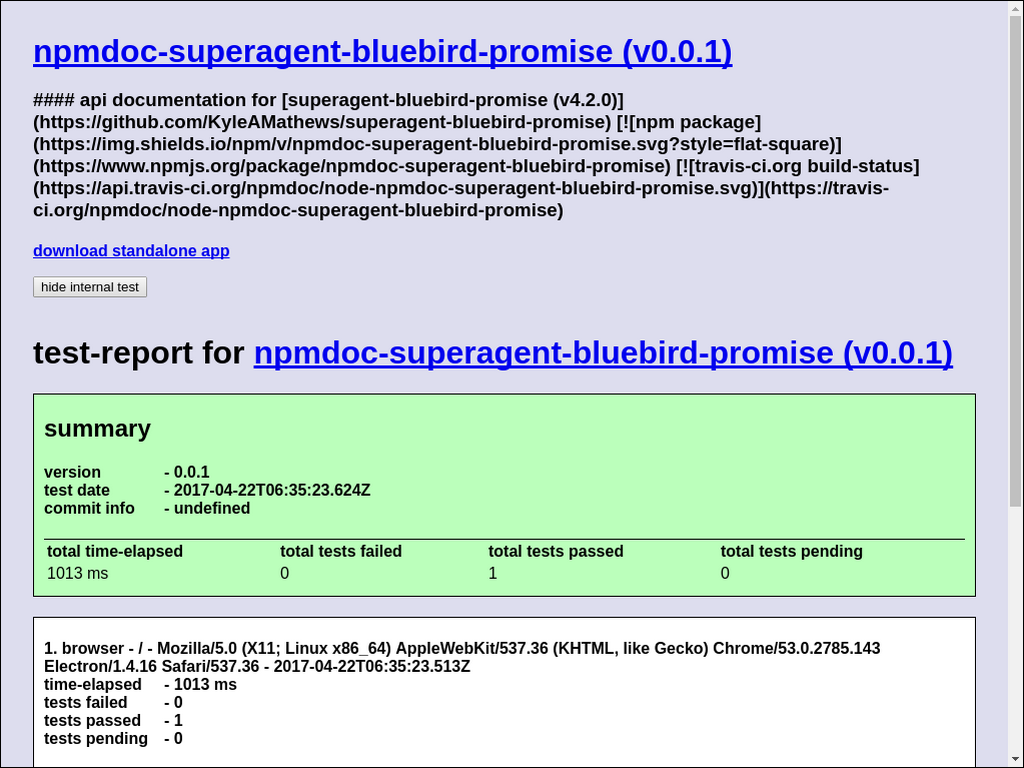 npmdoc-superagent-bluebird-promise (v0.0.1)
#### api documentation for [superagent-bluebird-promise (v4.2.0)]
(https://github.com/KyleAMathews/superagent-bluebird-promise) [![npm package]
(https://img.shields.io/npm/v/npmdoc-superagent-bluebird-promise.svg?style=flat-square)]
(https://www.npmjs.org/package/npmdoc-superagent-bluebird-promise) [![travis-ci.org build-status]
(https://api.travis-ci.org/npmdoc/node-npmdoc-superagent-bluebird-promise.svg)](https://travis-
ci.org/npmdoc/node-npmdoc-superagent-bluebird-promise)
download standalone app
hide internal test
test-report for npmdoc-superagent-bluebird-promise (v0.0.1)
summary
version - 0.0.1
test date - 2017-04-22T06:35:23.624Z
commit info - undefined
total time-elapsed total tests failed total tests passed total tests pending
1013 ms 0 1 0
1. browser - / - Mozilla/5.0 (X11; Linux x86_64) AppleWebKit/537.36 (KHTML, like Gecko) Chrome/53.0.2785.143
Electron/1.4.16 Safari/537.36 - 2017-04-22T06:35:23.513Z
time-elapsed - 1013 ms
tests failed - 0
tests passed - 1
tests pending - 0